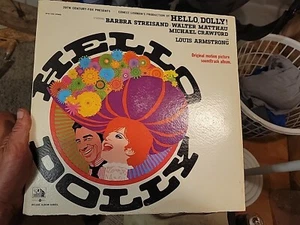 20th CENTURY-FOX PRESENTS
ERNEST LEHMAN'S PRODUCTION OF
HELLO, DOLLY!
STARRING
BARBRA STREISAND WALTER MATTHAU
MICHAEL CRAWFORD
LOUIS ARMSTRONG
Original motion picture
soundtrack album
HELLO
DOLLY